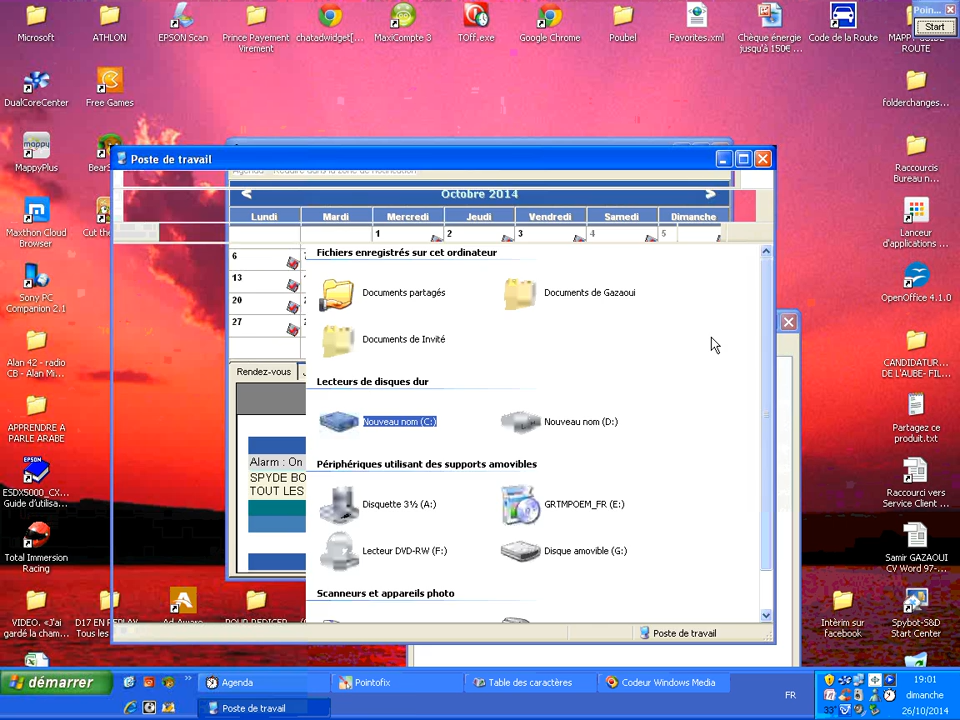 Microsoft
ATHLON
EPSON Scan
Prince Payement
Virement
chatadwidget[...
MaxiCompte 3
TOff.exe
Google Chrome
Poubel
Favorites.xml
Chèque énergie
jusqu'à 150€ ...
Code de la Route
ROUTE
Poin...
Start
DualCoreCenter
Free Games
folderchanges...
MappyPlus
Raccourcis
Bureau n...
Maxthon Cloud
Browser
Lanceur
d'applications ...
Sony PC
Companion 2.1
OpenOffice 4.1.0
Alan 42 - radio
CB - Alan Mi...
CANDIDATUR...
DE L'AUBE- FIL...
APPRENDRE A
PARLE ARABE
Partagez ce
produit.txt
ESDX5000_CX...
Guide d'utilisa...
Raccourci vers
Service Client ...
Total Immersion
Racing
Samir GAZAOUI
CV Word 97-...
VIDEO. «J'ai
gardé la cham...
D17 EN REPLAY
Tous les
Ad-Aware
Intèrim sur
facebook
Spybot-S&D
Start Center
Poste de travail
Octobre 2014
Lundi
Mardi
Mercredi
Jeudi
Vendredi
Samedi
Dimanche
1
2
3
4
5
6
13
20
27
Rendez-vous
Alarm : On
SPYDE BO
TOUT LES
Fichiers enregistrés sur cet ordinateur
Documents partagés
Documents de Gazaoui
Documents de Invité
Lecteurs de disques dur
Nouveau nom (C:)
Nouveau nom (D:)
Périphériques utilisant des supports amovibles
Disquette 3½ (A:)
GRTMPOEM_FR (E:)
Lecteur DVD-RW (F:)
Disque amovible (G:)
Scanneurs et appareils photo
Poste de travail
démarrer
Agenda
Pointofix
Table des caractères
Codeur Windows Media
Poste de travail
FR
19:01
dimanche
26/10/2014
33°